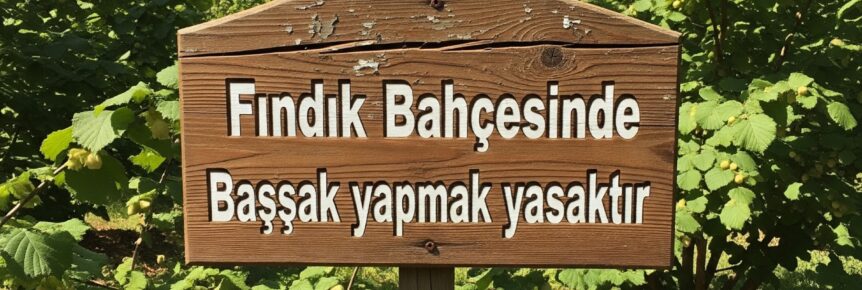 Fındık Bahçesinde
Başşak yapmak yasaktır